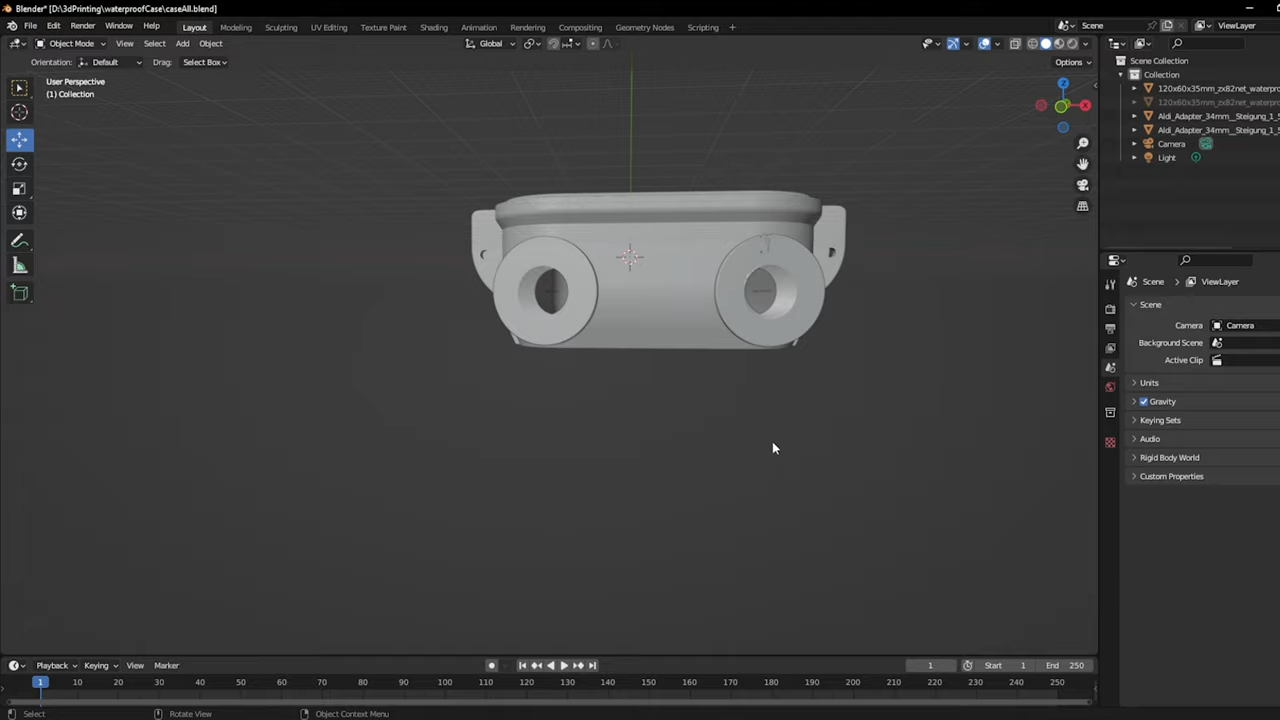 Blender* [D:\3dPrinting\waterproofCase\caseAll.blend]
File Edit Render Window Help Layout Modeling Sculpting UV Editing Texture Paint Shading Animation Rendering Compositing Geometry Nodes Scripting + Scene ViewLayer
Object Mode View Select Add Object Global
Orientation: Default Drag: Select Box Options
User Perspective
(1) Collection
Z
X
Scene Collection
Collection
120x60x35mm_zx82net_waterpro
120x60x35mm_zx82net_waterpro
Aldi_Adapter_34mm__Steigung_1_5
Aldi_Adapter_34mm__Steigung_1_
Camera
Light
Scene > ViewLayer
Scene
Camera Camera
Background Scene
Active Clip
Units
Gravity
Keying Sets
Audio
Rigid Body World
Custom Properties
Playback Keying View Marker 1 Start 1 End 250
1 10 20 30 40 50 60 70 80 90 100 110 120 130 140 150 160 170 180 190 200 210 220 230 240 250
Select Rotate View Object Context Menu